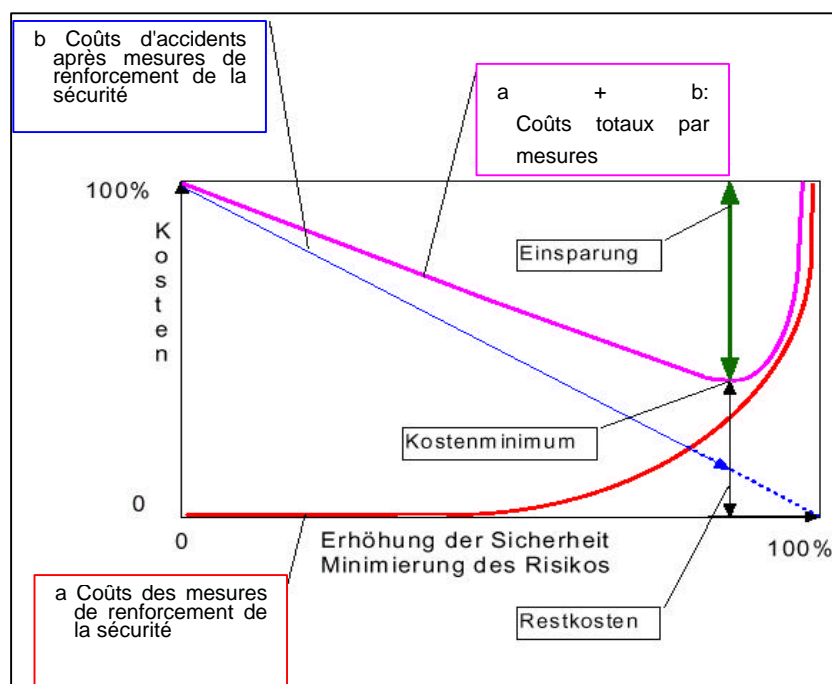 b Coûts d'accidents
après mesures de
renforcement de la
sécurité
a + b:
Coûts totaux par
mesures
100%
Kosten
Einsparung
Kostenminimum
0
0
Erhöhung der Sicherheit
Minimierung des Risikos
100%
a Coûts des mesures
de renforcement de
la sécurité
Restkosten